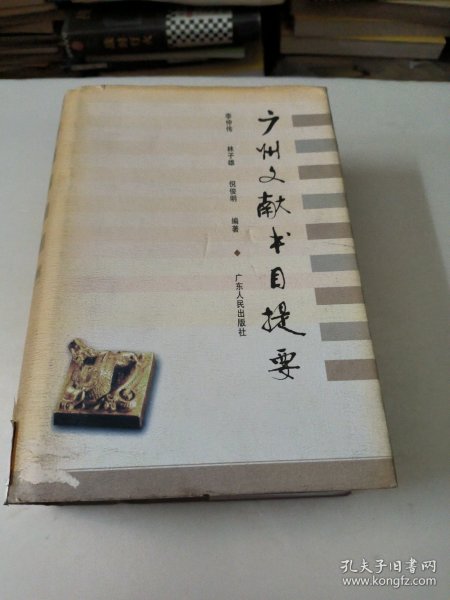 广州文献书目提要
李仲伟 林子雄 倪俊明 编著
广东人民出版社
孔夫子旧书网
www.kongfz.com